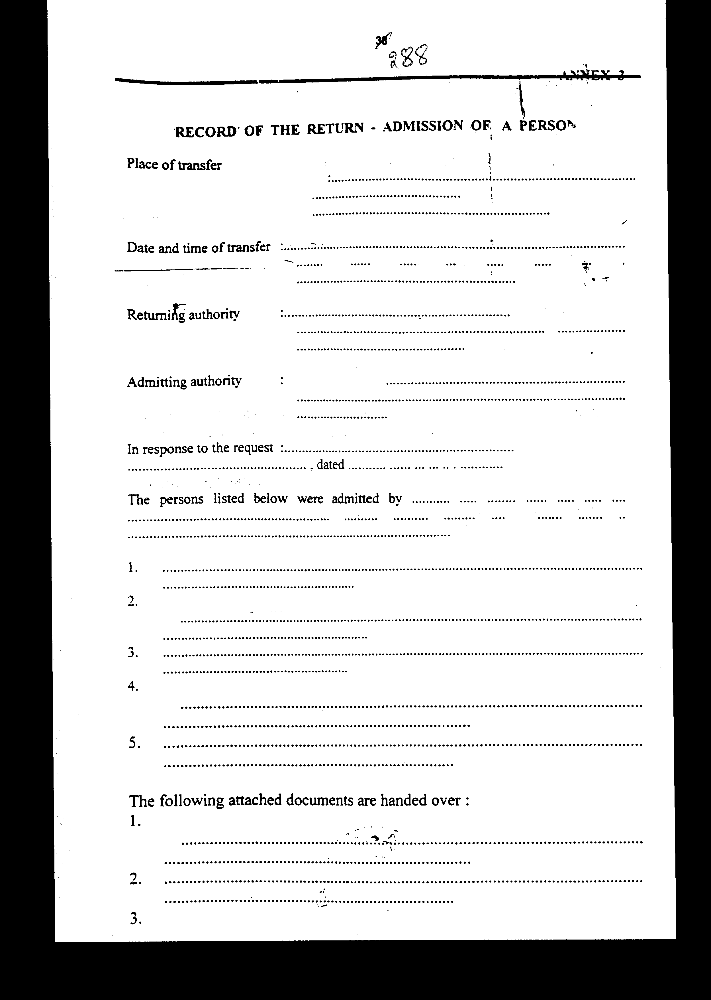 38
288
ANNEX 3
RECORD OF THE RETURN - ADMISSION OF A PERSON
Place of transfer
:........................................................................
........................................
................................................................
Date and time of transfer :........................................................................
........ ...... ..... ... ..... ..... .
............................................................
Returning authority :............................................................
.................................................................... ..................
..............................................
Admitting authority : .................................................................
........................................................................................
.........................
In response to the request :...............................................................
................................................. , dated ........... ...... ... ... .. . ............
The persons listed below were admitted by ........... ..... ........ ...... ..... ..... ....
....................................................... .......... .......... ......... .... ....... ....... ..
........................................................................................
1. ........................................................................................................................
....................................................
2.
........................................................................................................................
........................................................
3. ........................................................................................................................
..................................................
4.
........................................................................................................................
..........................................................................
5. ........................................................................................................................
......................................................................
The following attached documents are handed over :
1.
........................................................................................................................
..........................................................................
2. ........................................................................................................................
......................................................................
3.